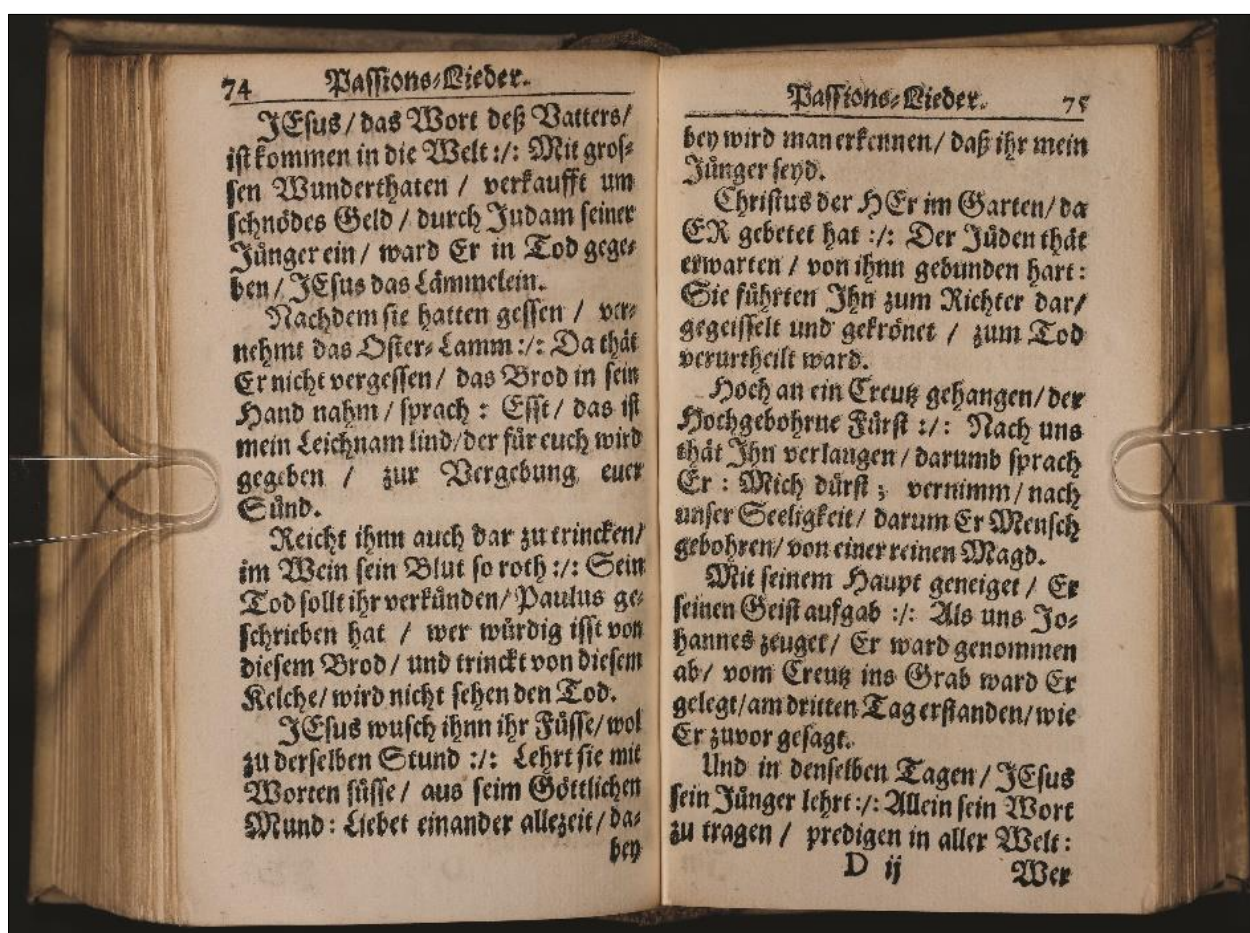 74 Passions-Lieder.
JEsus / das Wort deß Vatters /
ist kommen in die Welt :/: Mit gros-
sen Wunderthaten / verkaufft um
schnödes Geld / durch Judam seiner
Jünger ein / ward Er in Tod gege-
ben / JEsus das Lämmelein.
Nachdem sie hatten gessen / ver-
nehmt das Oster-Lamm :/: Da thät
Er nicht vergessen / das Brod in sein
Hand nahm / sprach : Esst / das ist
mein Leichnam lind / der für euch wird
gegeben / zur Vergebung euer
Sünd.
Reicht ihnn auch dar zu trincken /
im Wein sein Blut so roth :/: Sein
Tod sollt ihr verkünden / Paulus ge-
schrieben hat / wer würdig isst von
diesem Brod / und trinckt von diesem
Kelche / wird nicht sehen den Tod.
JEsus wusch ihnn ihr Füsse / wol
zu derselben Stund :/: Lehrt sie mit
Worten süsse / aus seim Göttlichen
Mund : Liebet einander allezeit / da-
bey
Passions-Lieder. 75
bey wird man erkennen / daß ihr mein
Jünger seyd.
Christus der HEr im Garten / da
ER gebetet hat :/: Der Jüden thät
erwarten / von ihnn gebunden hart :
Sie führten Ihn zum Richter dar /
gegeisselt und gekrönet / zum Tod
verurtheilt ward.
Hoch an ein Creutz gehangen / der
Hochgebohrne Fürst :/: Nach uns
thät Ihn verlangen / darumb sprach
Er : Mich dürst ; vernimm / nach
unser Seeligkeit / darum Er Mensch
gebohren / von einer reinen Magd.
Mit seinem Haupt geneiget / Er
seinen Geist aufgab :/: Als uns Jo-
hannes zeuget / Er ward genommen
ab / vom Creutz ins Grab ward Er
gelegt / am dritten Tag erstanden / wie
Er zuvor gesagt.
Und in denselben Tagen / JEsus
sein Jünger lehrt :/: Allein sein Wort
zu tragen / predigen in aller Welt :
D ij Wer